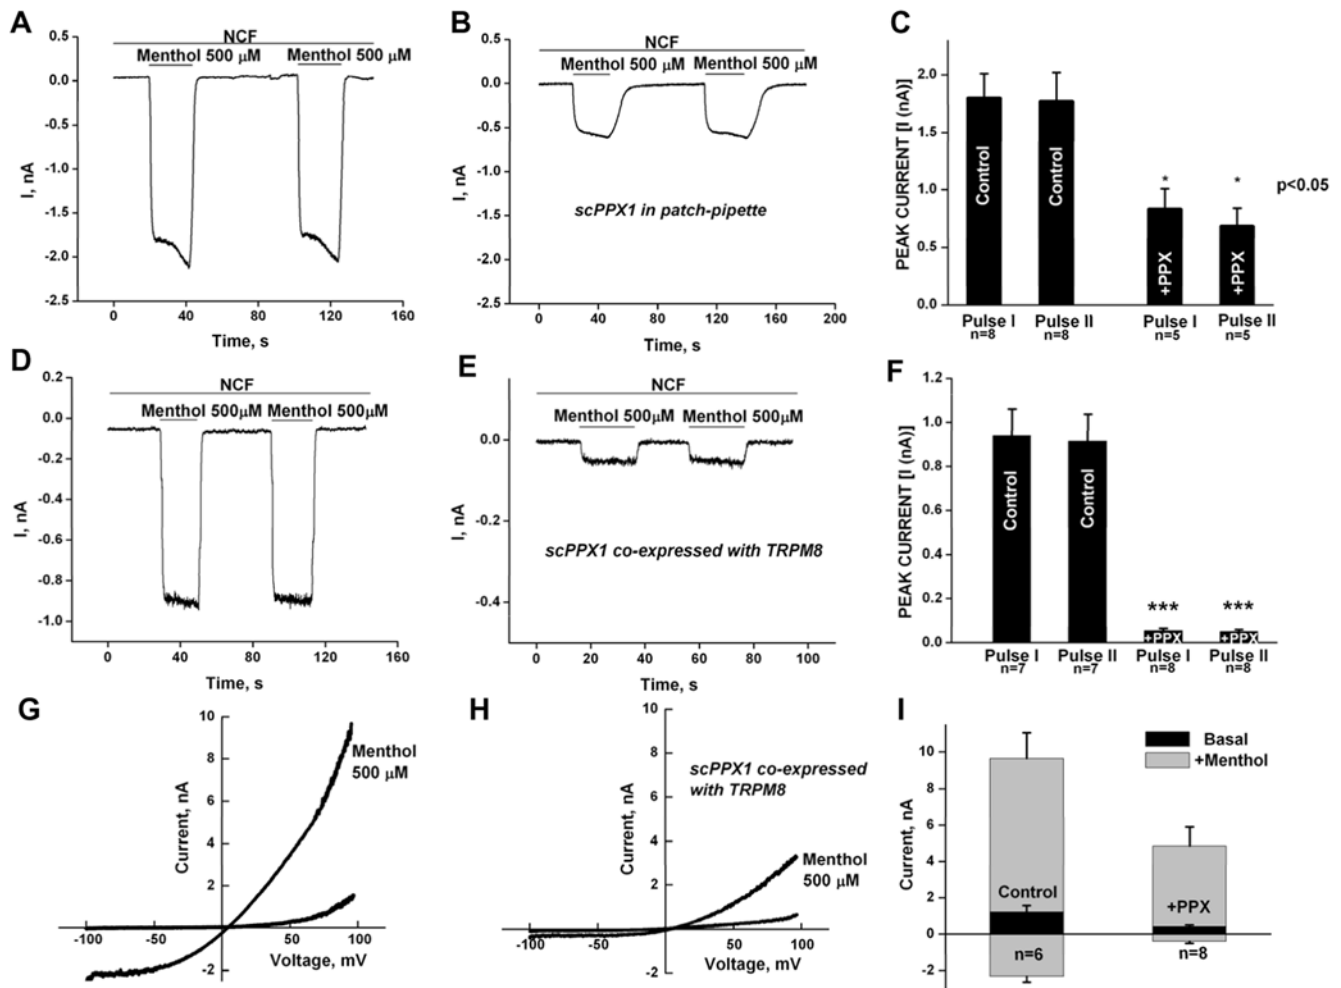 A
NCF
Menthol 500 μM
Menthol 500 μM
I, nA
0.5
0.0
-0.5
-1.0
-1.5
-2.0
-2.5
0
40
80
120
160
Time, s
B
NCF
Menthol 500 μM
Menthol 500 μM
I, nA
0.5
0.0
-0.5
-1.0
-1.5
-2.0
-2.5
scPPX1 in patch-pipette
0
40
80
120
160
200
Time, s
C
PEAK CURRENT [I (nA)]
2.0
1.5
1.0
0.5
0.0
Control
Control
*
+PPX
*
+PPX
p<0.05
Pulse I
n=8
Pulse II
n=8
Pulse I
n=5
Pulse II
n=5
D
NCF
Menthol 500μM
Menthol 500μM
I, nA
0.2
0.0
-0.2
-0.4
-0.6
-0.8
-1.0
0
40
80
120
160
Time, s
E
NCF
Menthol 500μM
Menthol 500μM
I, nA
0.0
-0.2
-0.4
scPPX1 co-expressed with TRPM8
0
20
40
60
80
100
Time, s
F
PEAK CURRENT [I (nA)]
1.2
1.0
0.8
0.6
0.4
0.2
0.0
Control
Control
***
+PPX
***
+PPX
Pulse I
n=7
Pulse II
n=7
Pulse I
n=8
Pulse II
n=8
G
Current, nA
10
8
6
4
2
-2
Menthol
500 μM
-100
-50
50
100
Voltage, mV
H
Current, nA
10
8
6
4
2
-2
scPPX1 co-expressed
with TRPM8
Menthol
500 μM
-100
-50
50
100
Voltage, mV
I
Current, nA
10
8
6
4
2
0
-2
Basal
+Menthol
Control
n=6
+PPX
n=8